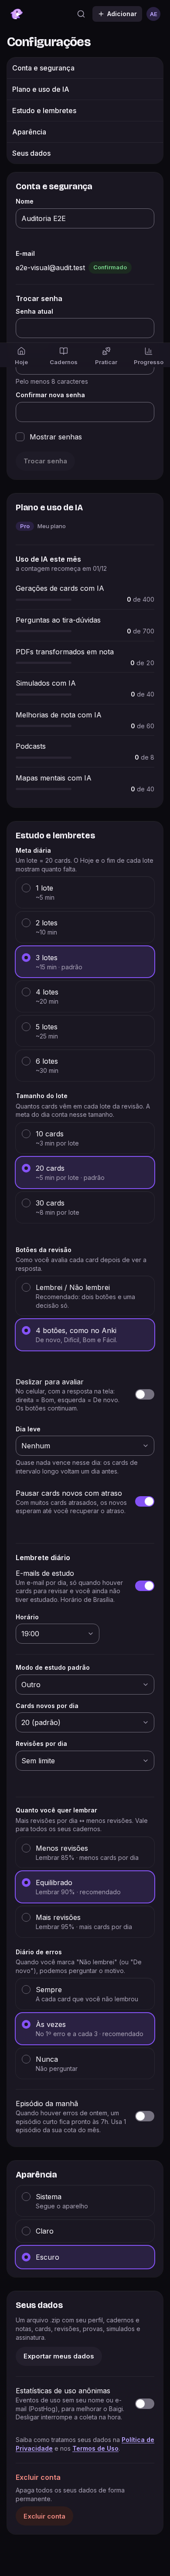 Adicionar
AE
Configurações
Conta e segurança
Plano e uso de IA
Estudo e lembretes
Aparência
Seus dados
Conta e segurança
Nome
Auditoria E2E
E-mail
e2e-visual@audit.test Confirmado
Trocar senha
Senha atual
Hoje Cadernos Praticar Progresso
Pelo menos 8 caracteres
Confirmar nova senha
Mostrar senhas
Trocar senha
Plano e uso de IA
Pro Meu plano
Uso de IA este mês
a contagem recomeça em 01/12
Gerações de cards com IA
0 de 400
Perguntas ao tira-dúvidas
0 de 700
PDFs transformados em nota
0 de 20
Simulados com IA
0 de 40
Melhorias de nota com IA
0 de 60
Podcasts
0 de 8
Mapas mentais com IA
0 de 40
Estudo e lembretes
Meta diária
Um lote = 20 cards. O Hoje e o fim de cada lote
mostram quanto falta.
1 lote
~5 min
2 lotes
~10 min
3 lotes
~15 min · padrão
4 lotes
~20 min
5 lotes
~25 min
6 lotes
~30 min
Tamanho do lote
Quantos cards vêm em cada lote da revisão. A
meta do dia conta nesse tamanho.
10 cards
~3 min por lote
20 cards
~5 min por lote · padrão
30 cards
~8 min por lote
Botões da revisão
Como você avalia cada card depois de ver a
resposta.
Lembrei / Não lembrei
Recomendado: dois botões e uma
decisão só.
4 botões, como no Anki
De novo, Difícil, Bom e Fácil.
Deslizar para avaliar
No celular, com a resposta na tela:
direita = Bom, esquerda = De novo.
Os botões continuam.
Dia leve
Nenhum
Quase nada vence nesse dia: os cards de
intervalo longo voltam um dia antes.
Pausar cards novos com atraso
Com muitos cards atrasados, os novos
esperam até você recuperar o atraso.
Lembrete diário
E-mails de estudo
Um e-mail por dia, só quando houver
cards para revisar e você ainda não
tiver estudado. Horário de Brasília.
Horário
19:00
Modo de estudo padrão
Outro
Cards novos por dia
20 (padrão)
Revisões por dia
Sem limite
Quanto você quer lembrar
Mais revisões por dia ↔ menos revisões. Vale
para todos os seus cadernos.
Menos revisões
Lembrar 85% · menos cards por dia
Equilibrado
Lembrar 90% · recomendado
Mais revisões
Lembrar 95% · mais cards por dia
Diário de erros
Quando você marca "Não lembrei" (ou "De
novo"), podemos perguntar o motivo.
Sempre
A cada card que você não lembrou
Às vezes
No 1º erro e a cada 3 · recomendado
Nunca
Não perguntar
Episódio da manhã
Quando houver erros de ontem, um
episódio curto fica pronto às 7h. Usa 1
episódio da sua cota do mês.
Aparência
Sistema
Segue o aparelho
Claro
Escuro
Seus dados
Um arquivo .zip com seu perfil, cadernos e
notas, cards, revisões, provas, simulados e
assinatura.
Exportar meus dados
Estatísticas de uso anônimas
Eventos de uso sem nome ou e-
mail (PostHog), para melhorar o Baigi.
Desligar interrompe a coleta na hora.
Saiba como tratamos seus dados na Política de
Privacidade e nos Termos de Uso.
Excluir conta
Apaga todos os seus dados de forma
permanente.
Excluir conta